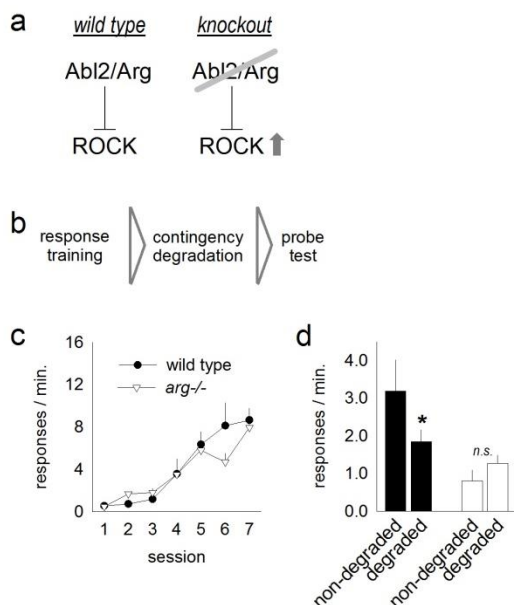 a
wild type knockout
Abl2/Arg Abl2/Arg
ROCK ROCK
b
response training
contingency degradation
probe test
c
responses / min.
16
12
8
4
0
wild type
arg-/-
1 2 3 4 5 6 7
session
d
responses / min.
4.0
3.0
2.0
1.0
0.0
*
n.s.
non-degraded
degraded
non-degraded
degraded